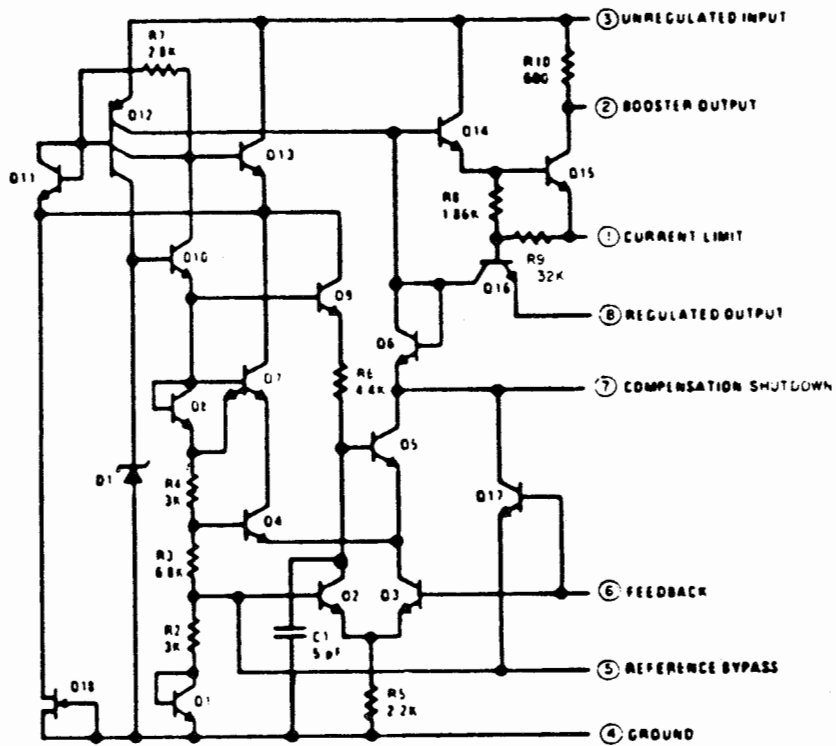 ③ UNREGULATED INPUT
R7
2.8K
R10
680
② BOOSTER OUTPUT
Q12
Q14
Q13
Q15
Q11
R8
1.86K
① CURRENT LIMIT
R9
32K
Q10
Q16
Q9
⑧ REGULATED OUTPUT
Q6
R6
4.4K
Q7
⑦ COMPENSATION SHUTDOWN
Q8
Q5
D1
R4
3K
Q17
Q4
R3
6.8K
⑥ FEEDBACK
Q2
Q3
R2
3K
C1
5 pF
⑤ REFERENCE BYPASS
Q18
Q1
R5
2.2K
④ GROUND